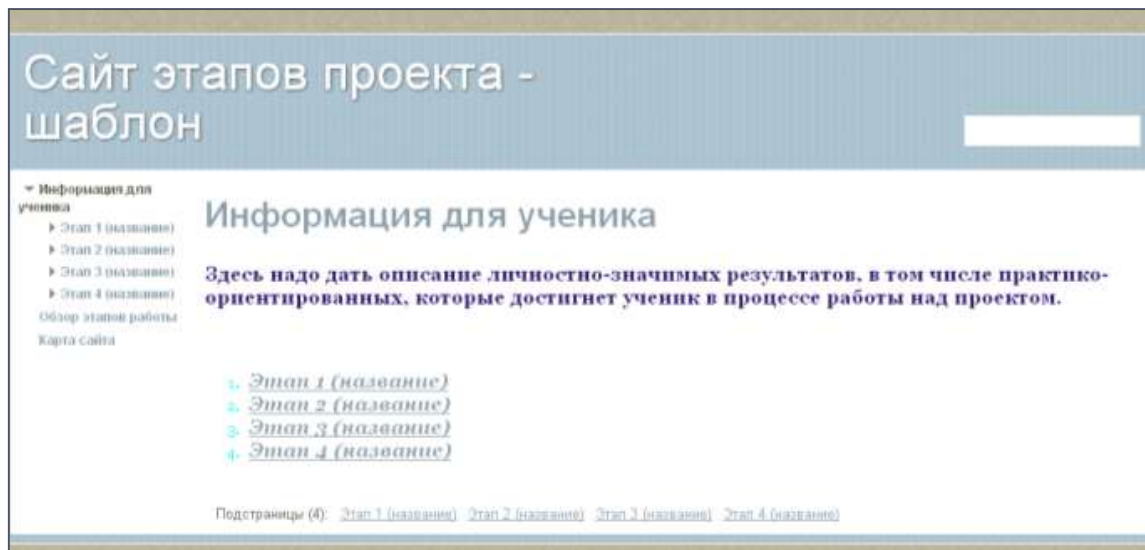 Сайт этапов проекта -
шаблон
Информация для
ученика
Этап 1 (название)
Этап 2 (название)
Этап 3 (название)
Этап 4 (название)
Обзор этапов работы
Карта сайта
Информация для ученика
Здесь надо дать описание личностно-значимых результатов, в том числе практико-
ориентированных, которые достигнет ученик в процессе работы над проектом.
1. Этап 1 (название)
2. Этап 2 (название)
3. Этап 3 (название)
4. Этап 4 (название)
Подстраницы (4): Этап 1 (название) Этап 2 (название) Этап 3 (название) Этап 4 (название)